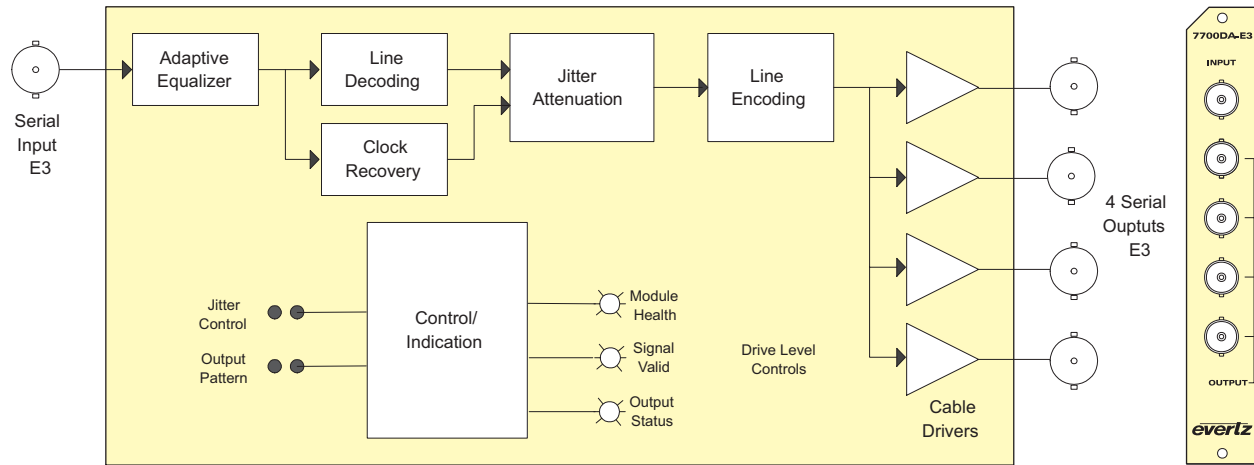 Serial
Input
E3
Adaptive
Equalizer
Line
Decoding
Clock
Recovery
Jitter
Attenuation
Line
Encoding
4 Serial
Ouptuts
E3
Jitter
Control
Output
Pattern
Control/
Indication
Module
Health
Signal
Valid
Output
Status
Drive Level
Controls
Cable
Drivers
7700DA-E3
INPUT
OUTPUT
evertz